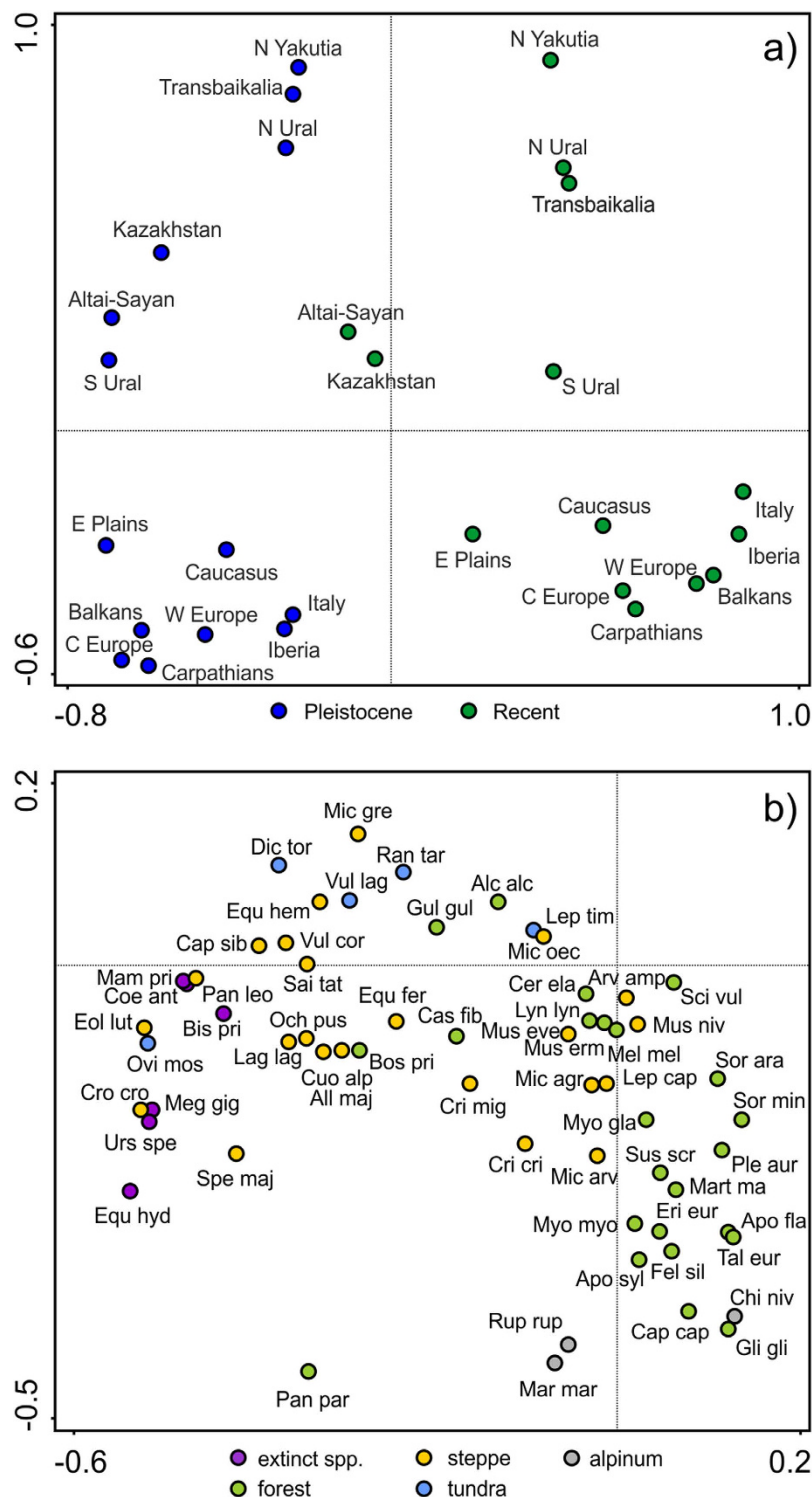 1.0
a)
N Yakutia
N Yakutia
Transbaikalia
N Ural
N Ural
Transbaikalia
Kazakhstan
Altai-Sayan
Altai-Sayan
Kazakhstan
S Ural
S Ural
E Plains
Caucasus
Caucasus
Italy
E Plains
Iberia
W Europe
Balkans
W Europe
Italy
C Europe
Balkans
C Europe
Iberia
Carpathians
Carpathians
-0.6
-0.8
Pleistocene
Recent
1.0
0.2
b)
Mic gre
Dic tor
Ran tar
Vul lag
Alc alc
Equ hem
Gul gul
Lep tim
Cap sib
Vul cor
Mic oec
Mam pri
Sai tat
Cer ela
Arv amp
Coe ant
Pan leo
Equ fer
Lyn lyn
Sci vul
Eol lut
Bis pri
Och pus
Cas fib
Mus eve
Mus niv
Ovi mos
Lag lag
Bos pri
Mus erm
Mel mel
Cuo alp
Sor ara
All maj
Mic agr
Lep cap
Cro cro
Meg gig
Cri mig
Sor min
Urs spe
Myo gla
Spe maj
Cri cri
Sus scr
Ple aur
Mic arv
Mart ma
Equ hyd
Eri eur
Myo myo
Apo fla
Tal eur
Apo syl
Fel sil
Chi niv
Rup rup
Cap cap
Gli gli
Pan par
Mar mar
-0.5
-0.6
0.2
extinct spp.
steppe
alpinum
forest
tundra